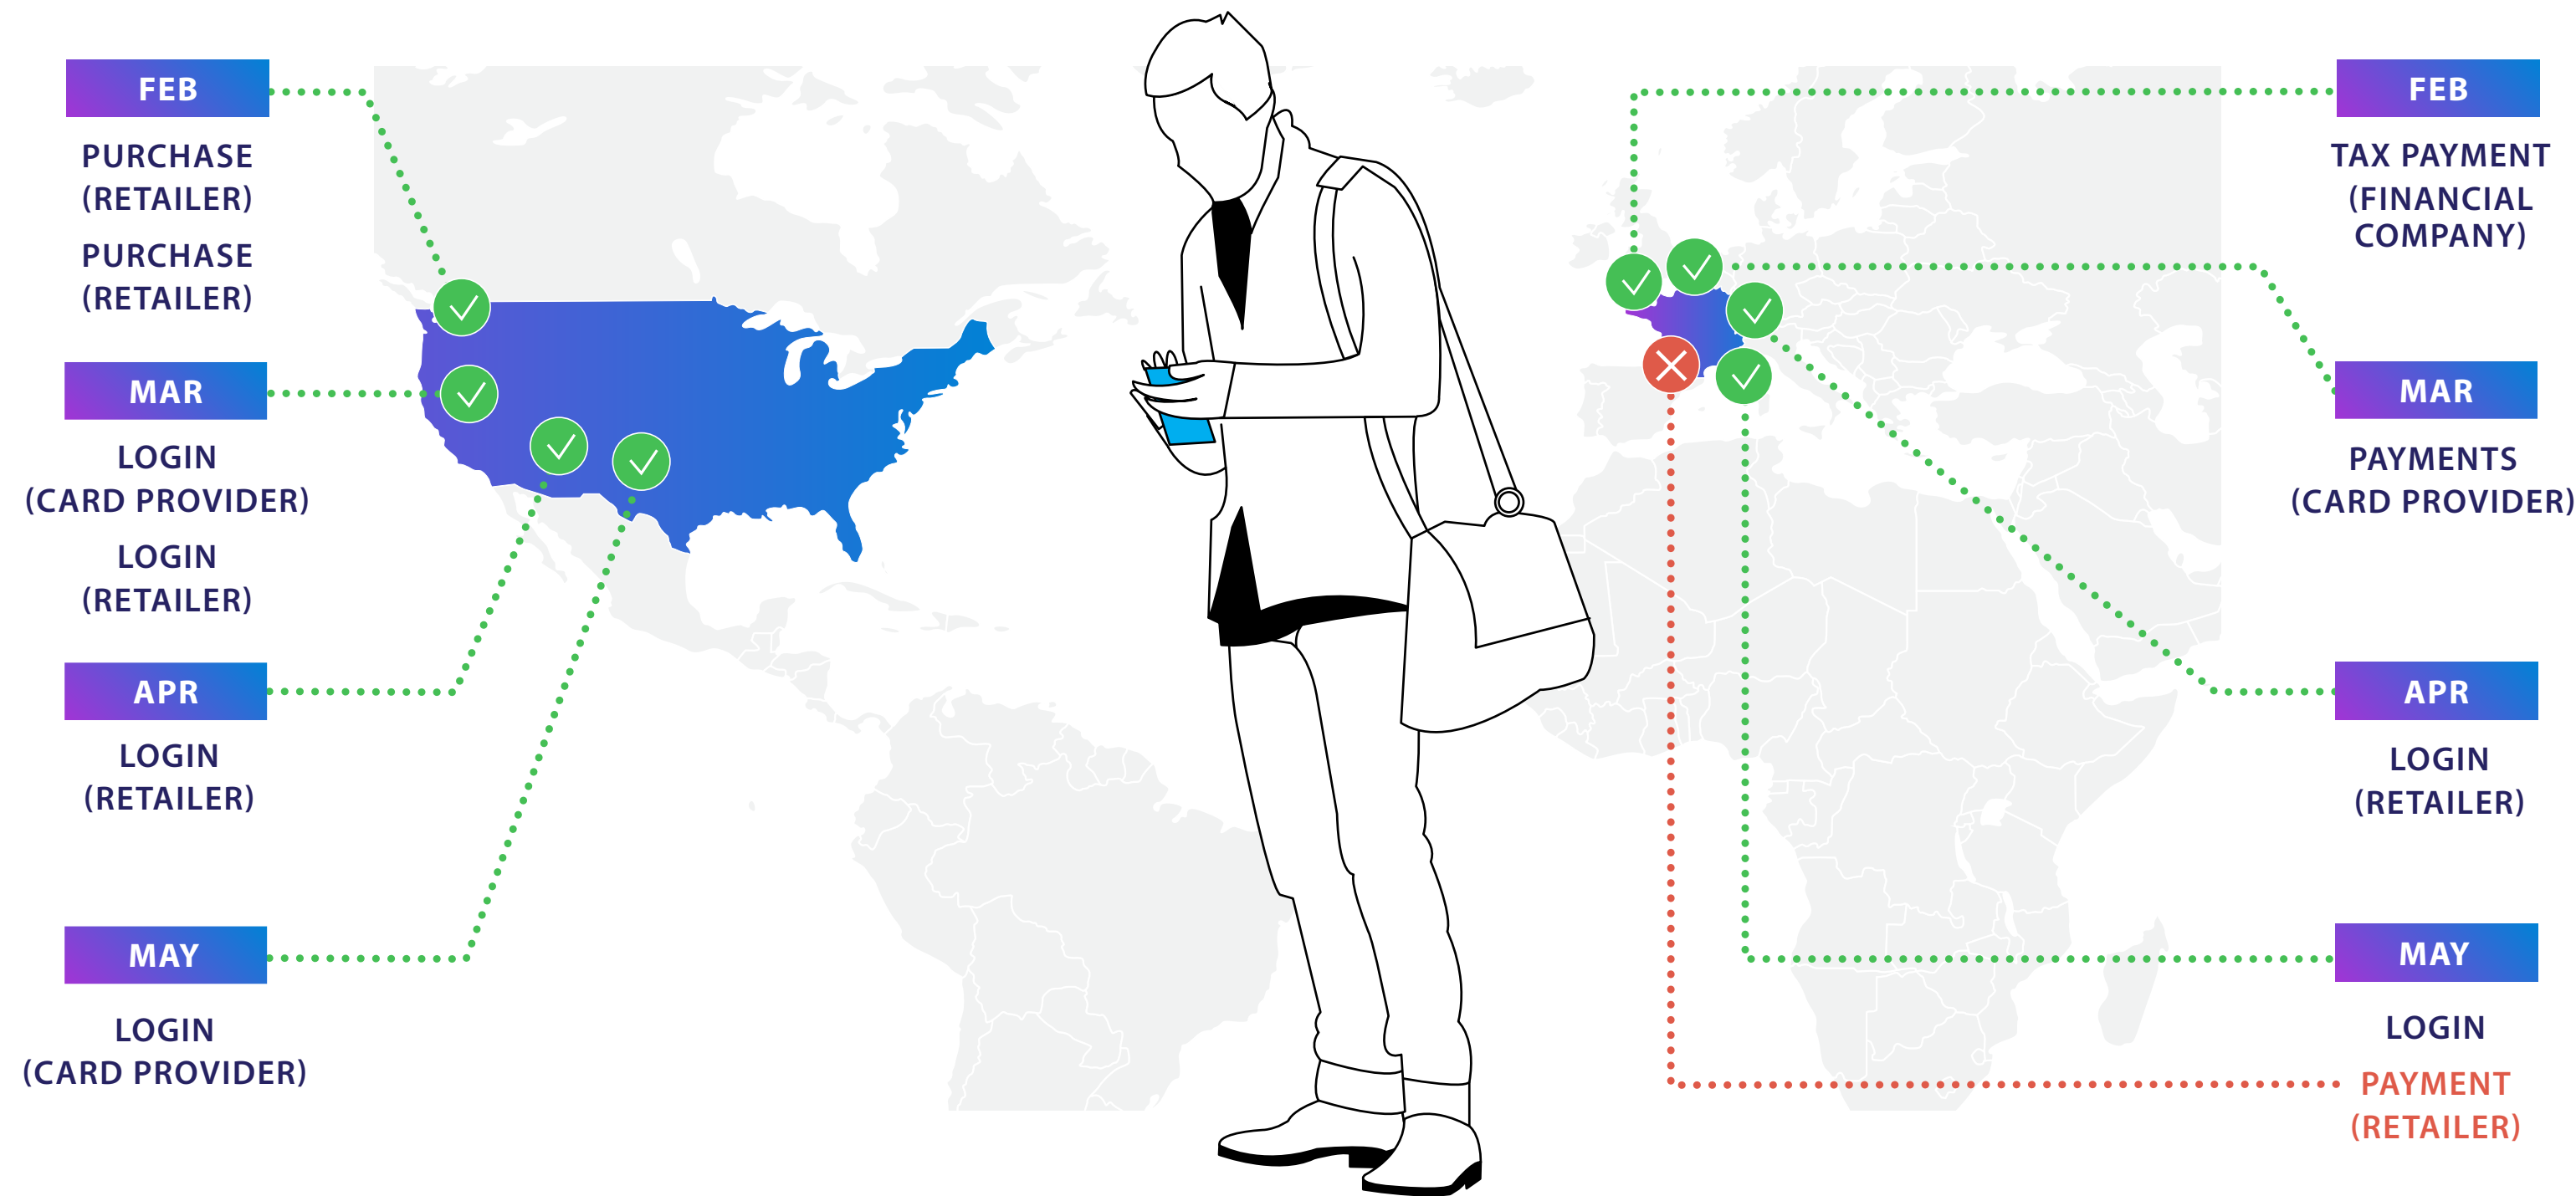 FEB
PURCHASE
(RETAILER)
PURCHASE
(RETAILER)
MAR
LOGIN
(CARD PROVIDER)
LOGIN
(RETAILER)
APR
LOGIN
(RETAILER)
MAY
LOGIN
(CARD PROVIDER)
FEB
TAX PAYMENT
(FINANCIAL
COMPANY)
MAR
PAYMENTS
(CARD PROVIDER)
APR
LOGIN
(RETAILER)
MAY
LOGIN
PAYMENT
(RETAILER)